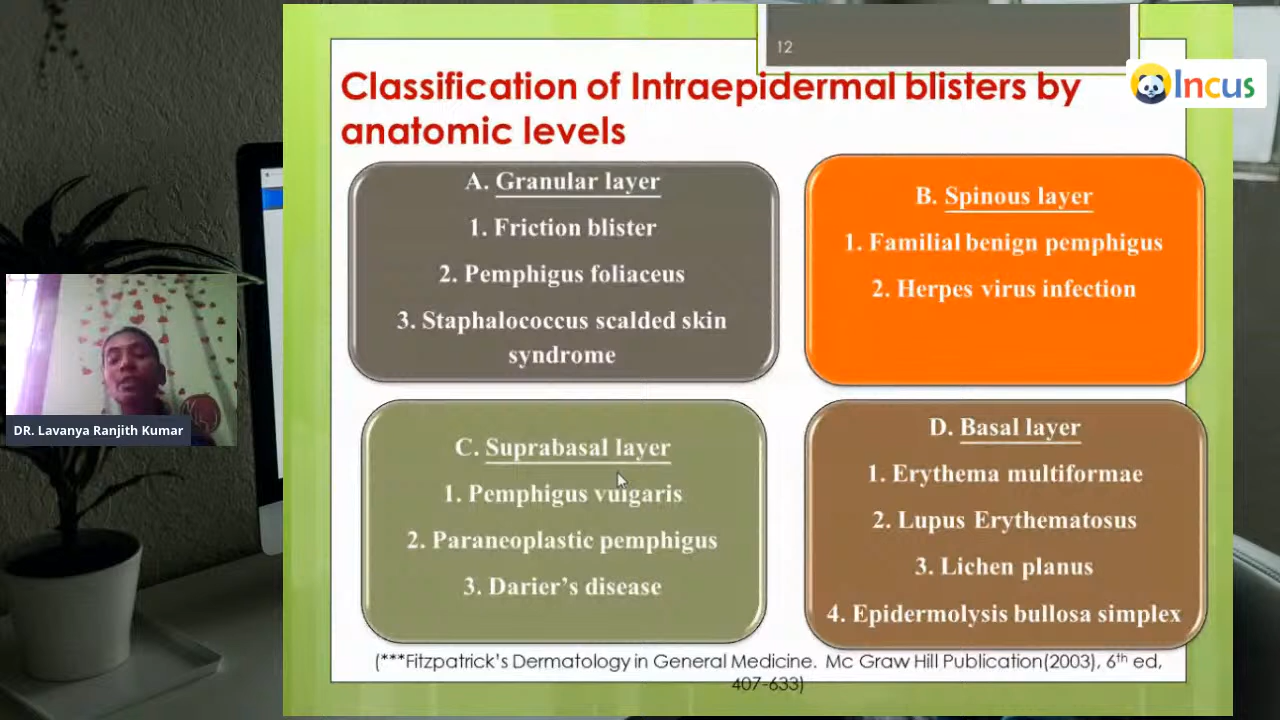 12
Incus
Classification of Intraepidermal blisters by
anatomic levels
A. Granular layer
1. Friction blister
2. Pemphigus foliaceus
3. Staphalococcus scalded skin
syndrome
B. Spinous layer
1. Familial benign pemphigus
2. Herpes virus infection
C. Suprabasal layer
1. Pemphigus vulgaris
2. Paraneoplastic pemphigus
3. Darier's disease
D. Basal layer
1. Erythema multiformae
2. Lupus Erythematosus
3. Lichen planus
4. Epidermolysis bullosa simplex
(***Fitzpatrick's Dermatology in General Medicine. Mc Graw Hill Publication(2003), 6th ed,
407-633)
DR. Lavanya Ranjith Kumar